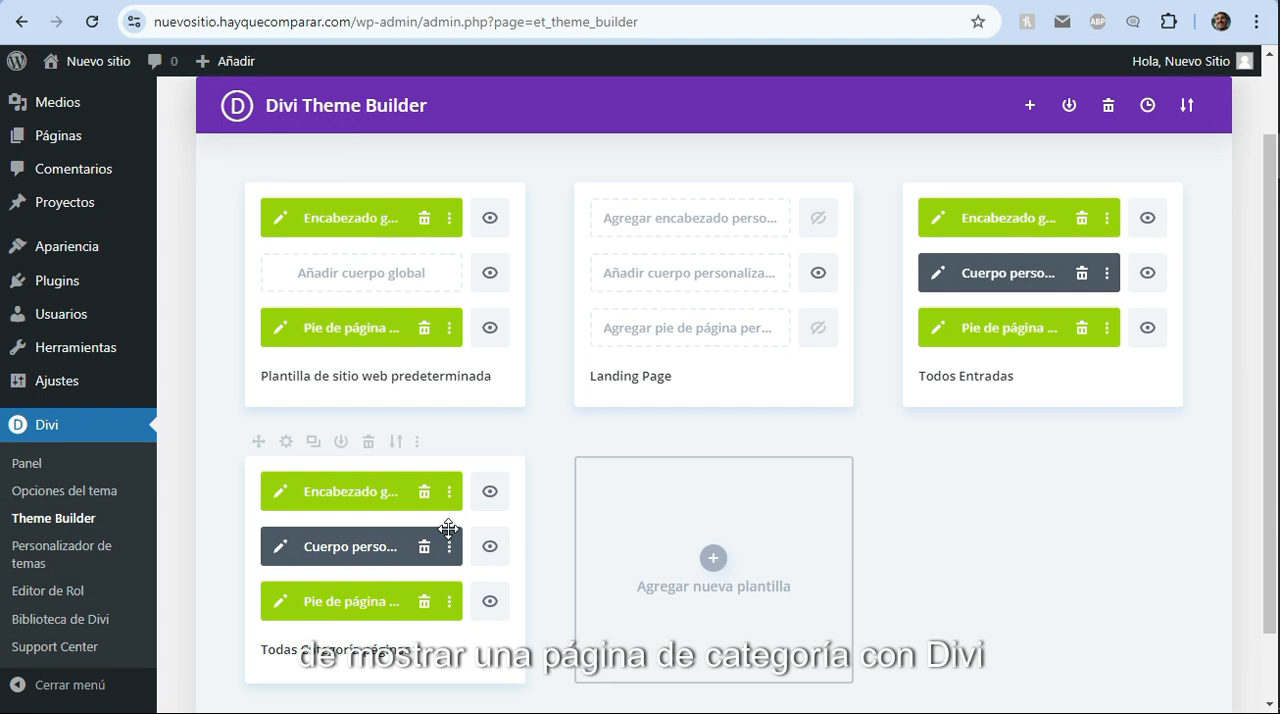 nuevositio.hayquecomparar.com/wp-admin/admin.php?page=et_theme_builder
ABP
Nuevo sitio
0
Añadir
Hola, Nuevo Sitio
Medios
Páginas
Comentarios
Proyectos
Apariencia
Plugins
Usuarios
Herramientas
Ajustes
Divi
Panel
Opciones del tema
Theme Builder
Personalizador de
temas
Editor de Rol
Biblioteca de Divi
Support Center
Cerrar menú
D
Divi Theme Builder
Encabezado g...
Añadir cuerpo global
Pie de página ...
Plantilla de sitio web predeterminada
Agregar encabezado perso...
Añadir cuerpo personaliza...
Agregar pie de página per...
Landing Page
Encabezado g...
Cuerpo perso...
Pie de página ...
Todos Entradas
Encabezado g...
Cuerpo perso...
Pie de página ...
Todas Categoría páginas
Agregar nueva plantilla
de mostrar una página de categoría con Divi